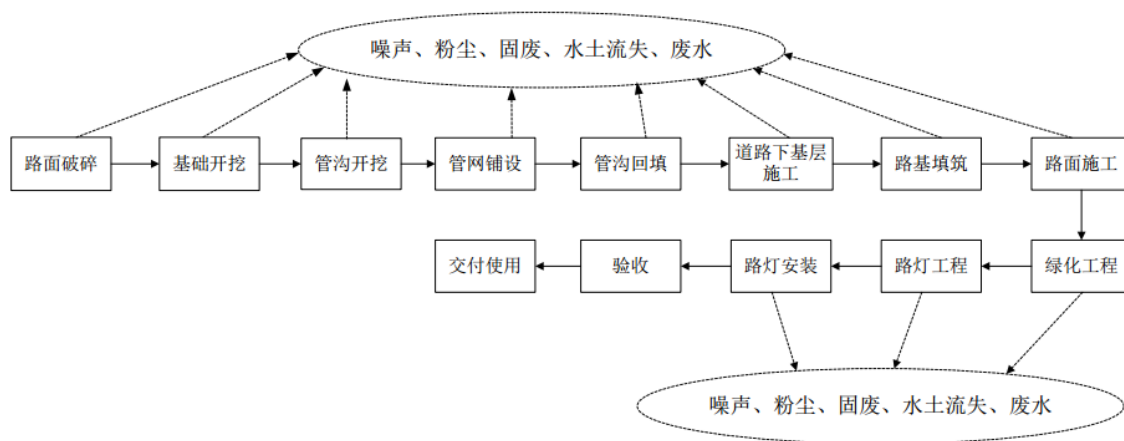 噪声、粉尘、固废、水土流失、废水
路面破碎
基础开挖
管沟开挖
管网铺设
管沟回填
道路下基层
施工
路基填筑
路面施工
交付使用
验收
路灯安装
路灯工程
绿化工程
噪声、粉尘、固废、水土流失、废水